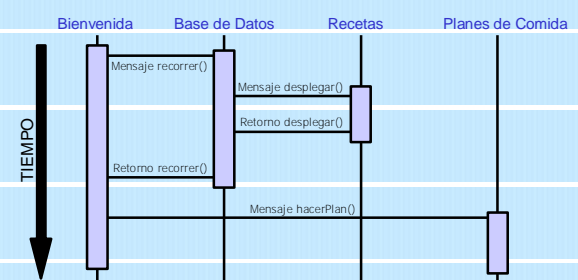 Bienvenida
Base de Datos
Recetas
Planes de Comida
Mensaje recorrer()
Mensaje desplegar()
Retorno desplegar()
TIEMPO
Retorno recorrer()
Mensaje hacerPlan()